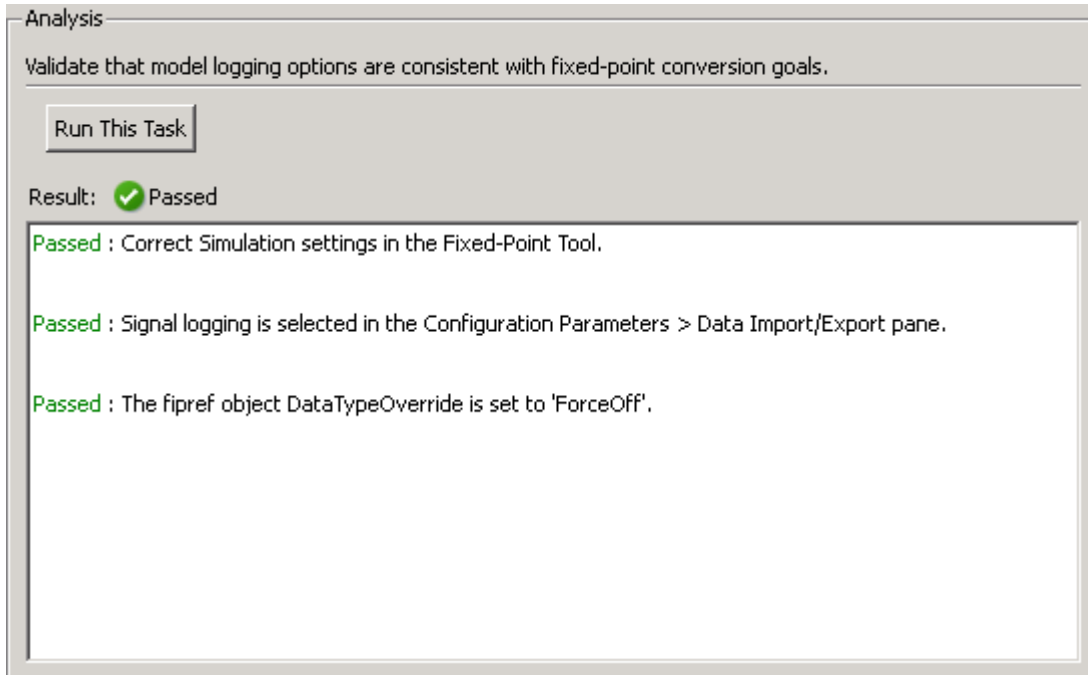 Analysis
Validate that model logging options are consistent with fixed-point conversion goals.
Run This Task
Result: Passed
Passed : Correct Simulation settings in the Fixed-Point Tool.
Passed : Signal logging is selected in the Configuration Parameters > Data Import/Export pane.
Passed : The fipref object DataTypeOverride is set to 'ForceOff'.